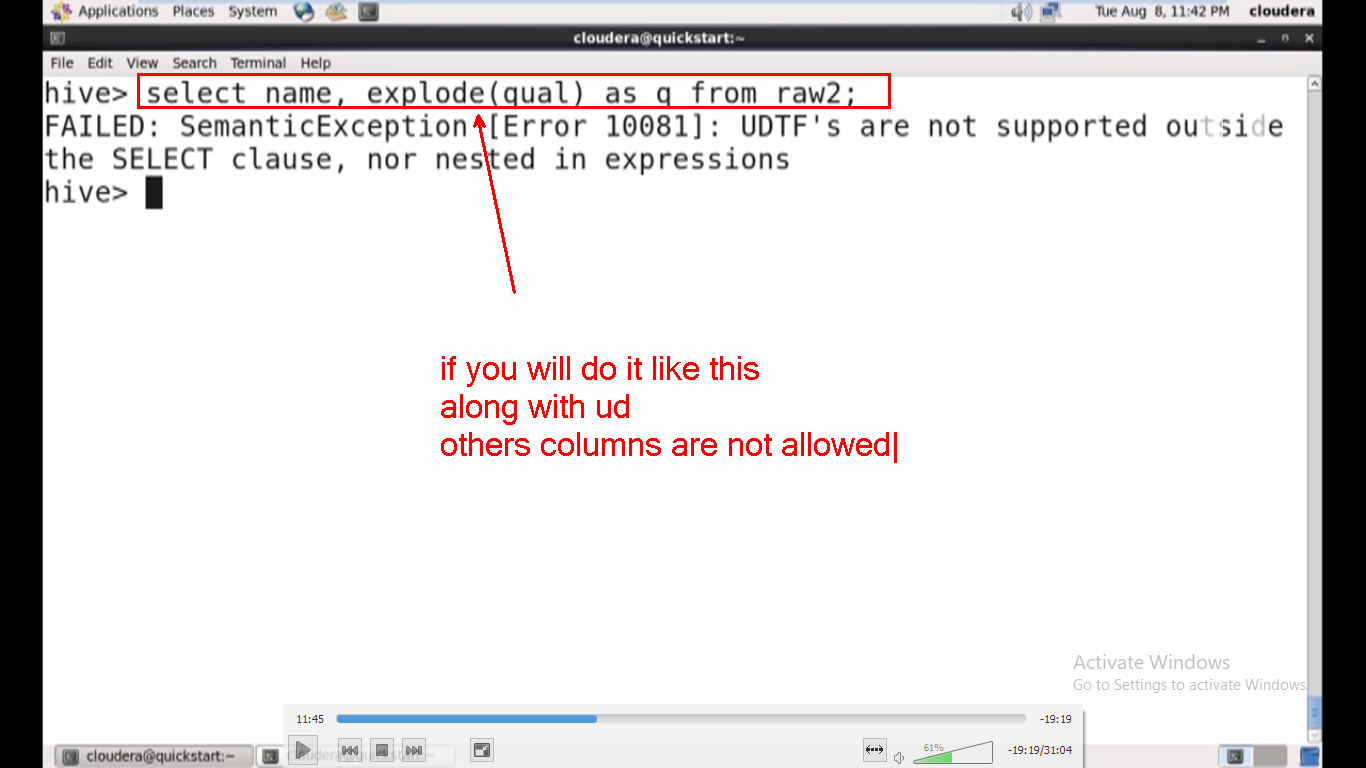 Applications Places System Tue Aug 8, 11:42 PM cloudera
cloudera@quickstart:~
File Edit View Search Terminal Help
hive> select name, explode(qual) as q from raw2;
FAILED: SemanticException [Error 10081]: UDTF's are not supported outside
the SELECT clause, nor nested in expressions
hive>
if you will do it like this
along with ud
others columns are not allowed
Activate Windows
Go to Settings to activate Windows.
11:45 -19:19
61% -19:19/31:04
cloudera@quickstart:~ cloudera@quickstart:~